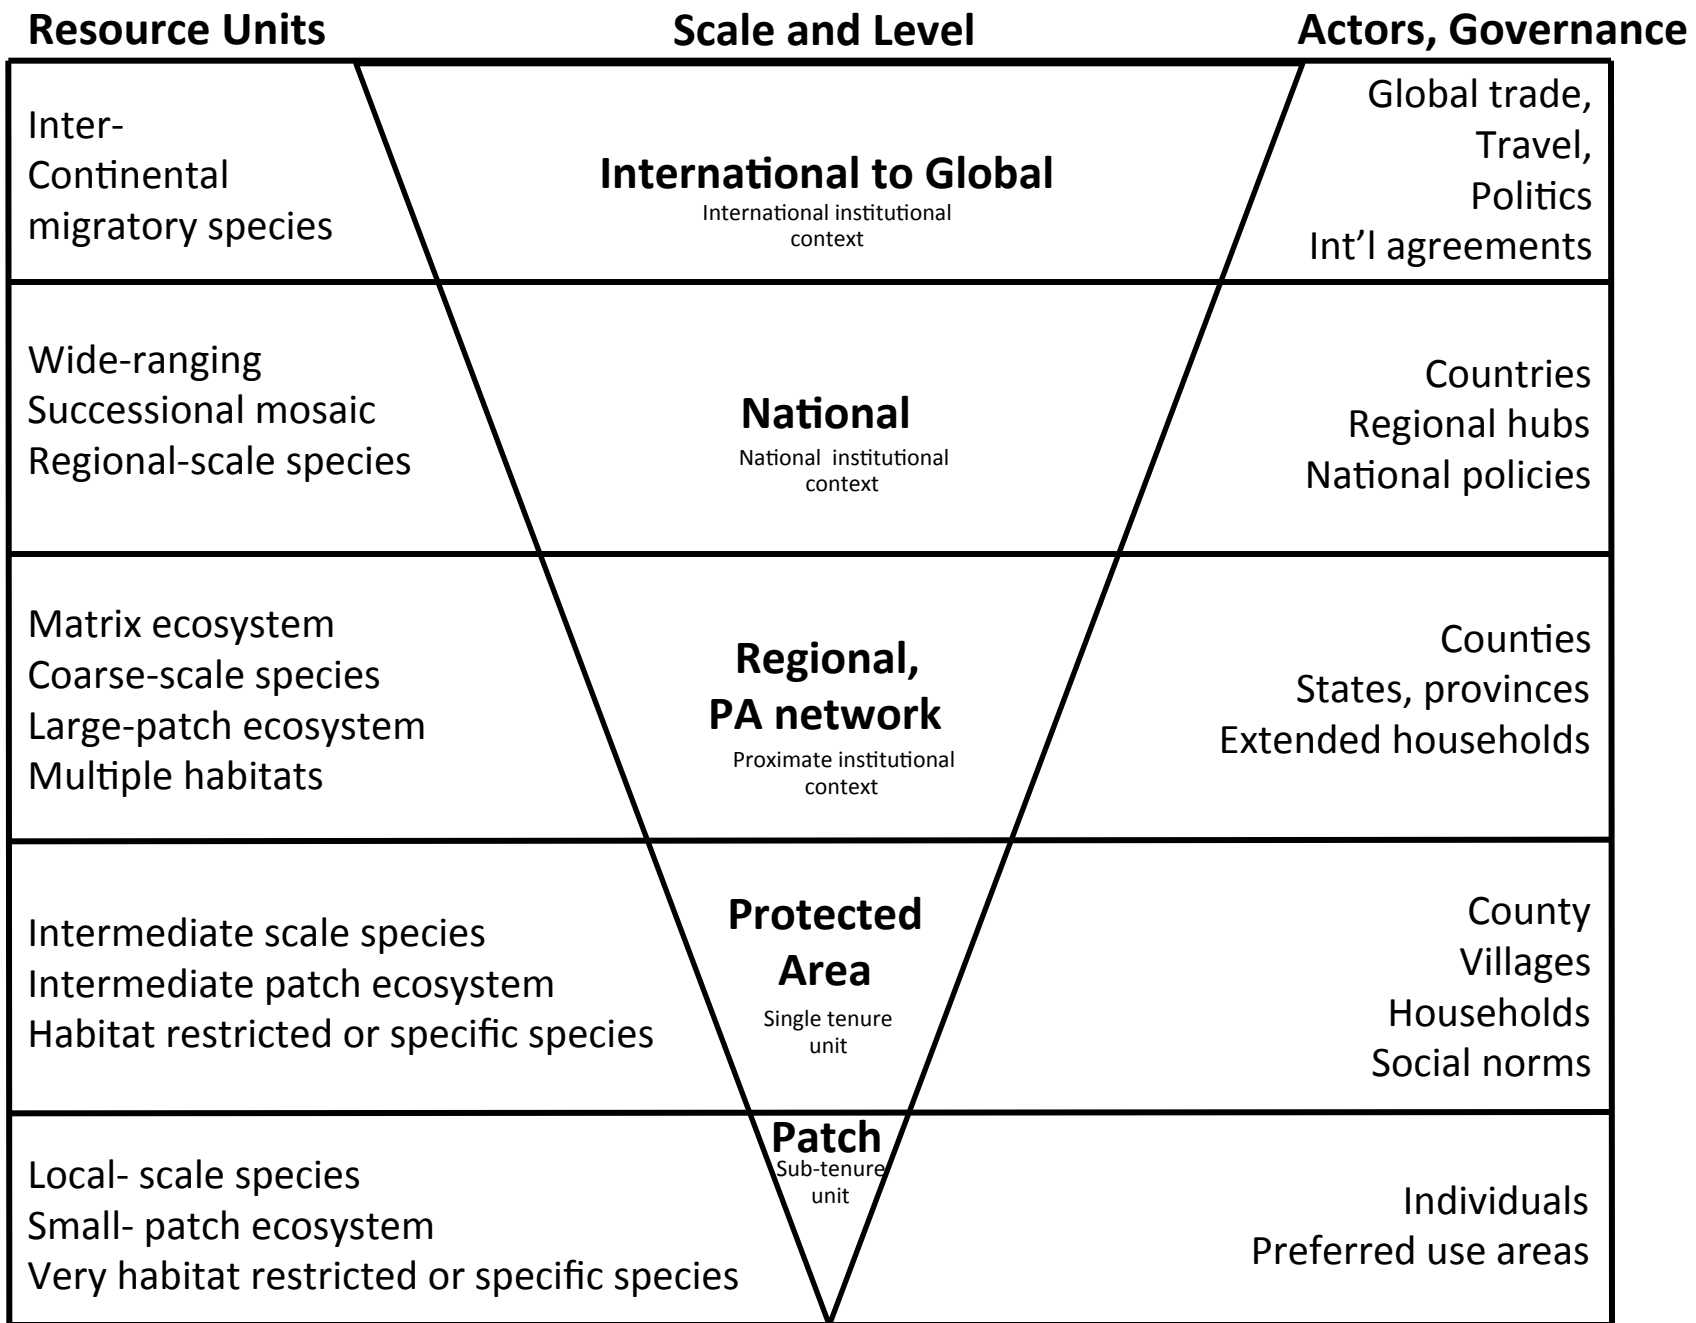 Resource Units
Scale and Level
Actors, Governance
Inter-
Continental
migratory species
International to Global
International institutional
context
Global trade,
Travel,
Politics
Int’l agreements
Wide-ranging
Successional mosaic
Regional-scale species
National
National institutional
context
Countries
Regional hubs
National policies
Matrix ecosystem
Coarse-scale species
Large-patch ecosystem
Multiple habitats
Regional,
PA network
Proximate institutional
context
Counties
States, provinces
Extended households
Intermediate scale species
Intermediate patch ecosystem
Habitat restricted or specific species
Protected
Area
Single tenure
unit
County
Villages
Households
Social norms
Local- scale species
Small- patch ecosystem
Very habitat restricted or specific species
Patch
Sub-tenure
unit
Individuals
Preferred use areas